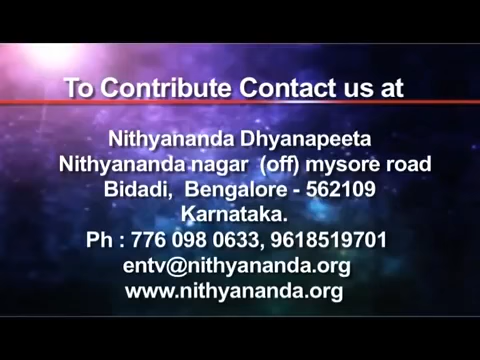 To Contribute Contact us at
Nithyananda Dhyanapeeta
Nithyananda nagar (off) mysore road
Bidadi, Bengalore - 562109
Karnataka.
Ph : 776 098 0633, 9618519701
entv@nithyananda.org
www.nithyananda.org